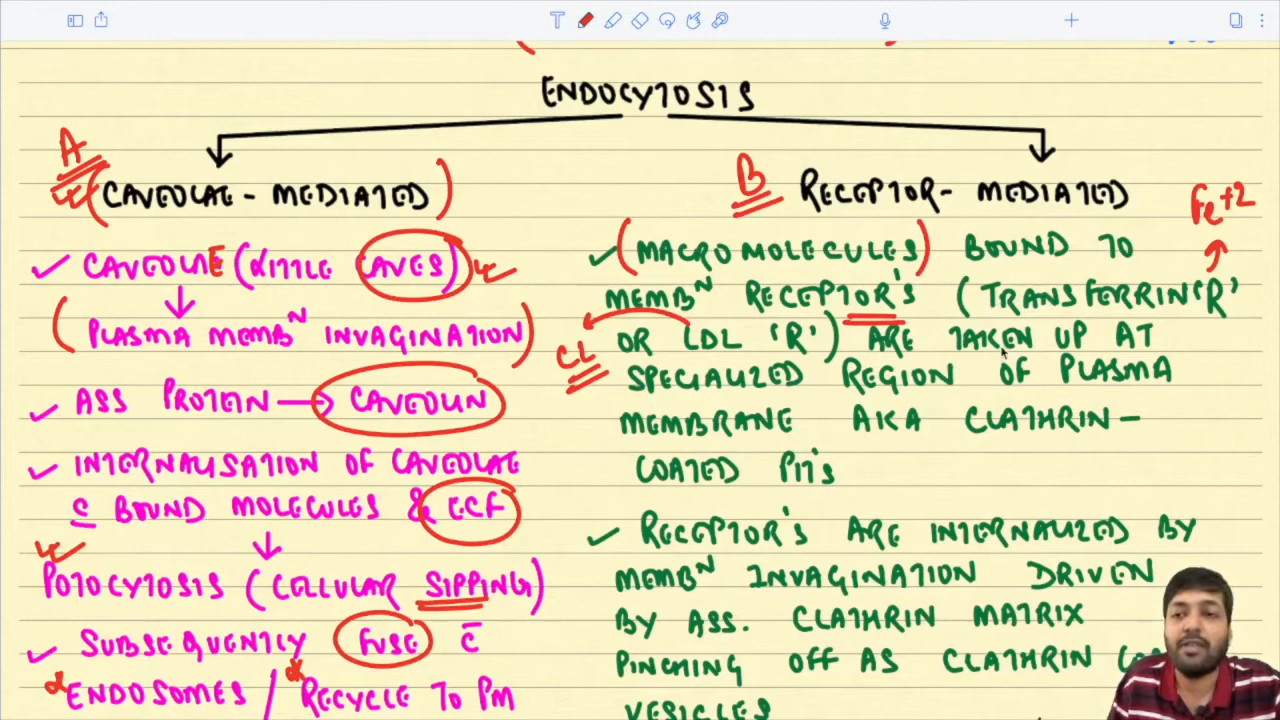 ENDOCYTOSIS
A
(CAVEOLAE - MEDIATED)
CAVEOLAE (LITTLE CAVES)
(PLASMA MEMBN INVAGINATION)
ASS PROTEIN → CAVEOLIN
INTERNALISATION OF CAVEOLAE
C BOUND MOLECULES & ECF
POTOCYTOSIS (CELLULAR SIPPING)
SUBSEQUENTLY FUSE C
ENDOSOMES / RECYCLE TO PM
B
RECEPTOR - MEDIATED
Fe+2
(MACROMOLECULES) BOUND TO
MEMBN RECEPTOR'S (TRANSFERRIN 'R'
OR LDL 'R') ARE TAKEN UP AT
CL
SPECIALIZED REGION OF PLASMA
MEMBRANE AKA CLATHRIN -
COATED PIT'S
RECEPTOR'S ARE INTERNALIZED BY
MEMBN INVAGINATION DRIVEN
BY ASS. CLATHRIN MATRIX
PINCHING OFF AS CLATHRIN
VESICLES